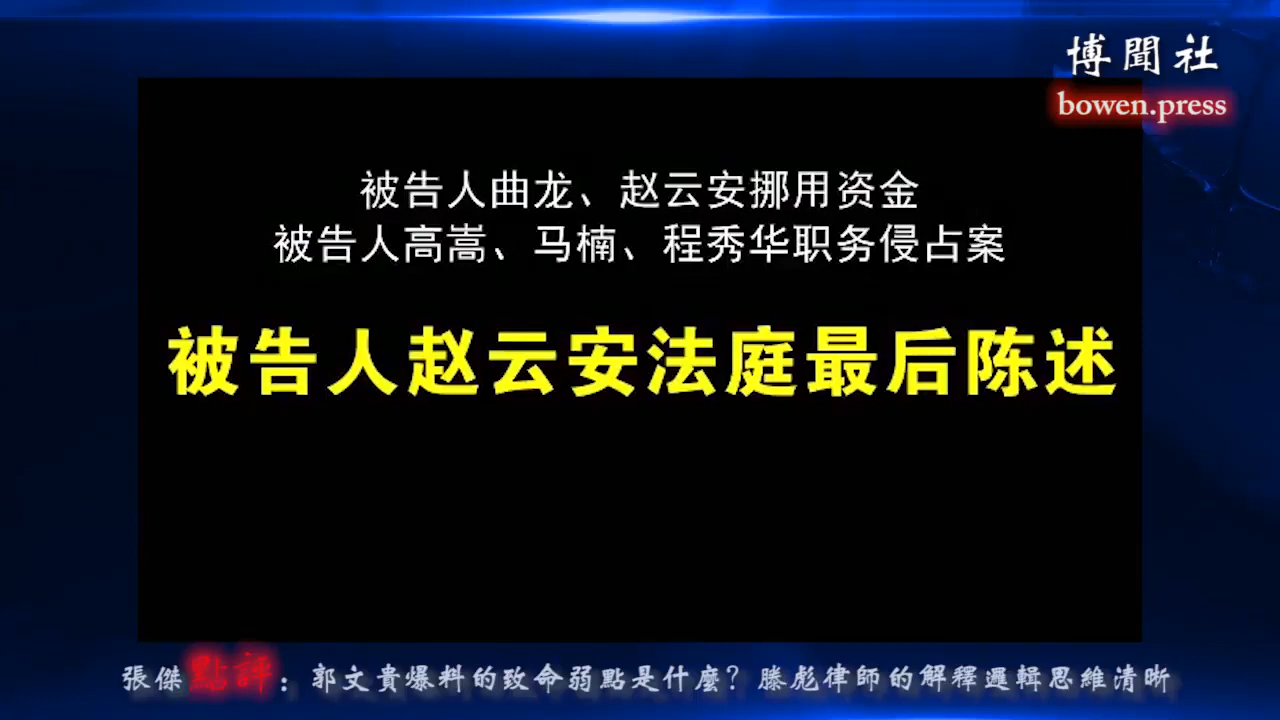 博聞社
bowen.press
被告人曲龙、赵云安挪用资金
被告人高嵩、马楠、程秀华职务侵占案
被告人赵云安法庭最后陈述
張傑點評：郭文貴爆料的致命弱點是什麼？滕彪律師的解釋邏輯思維清晰